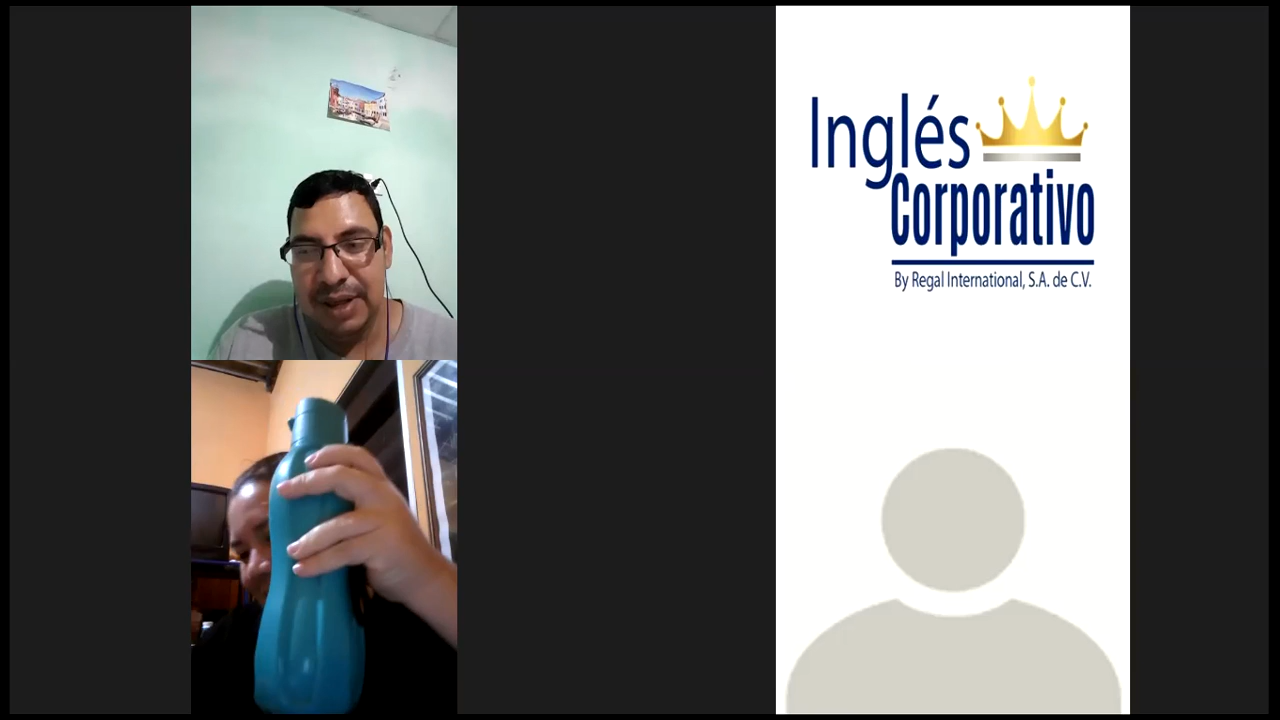 Inglés
Corporativo
By Regal International, S.A. de C.V.